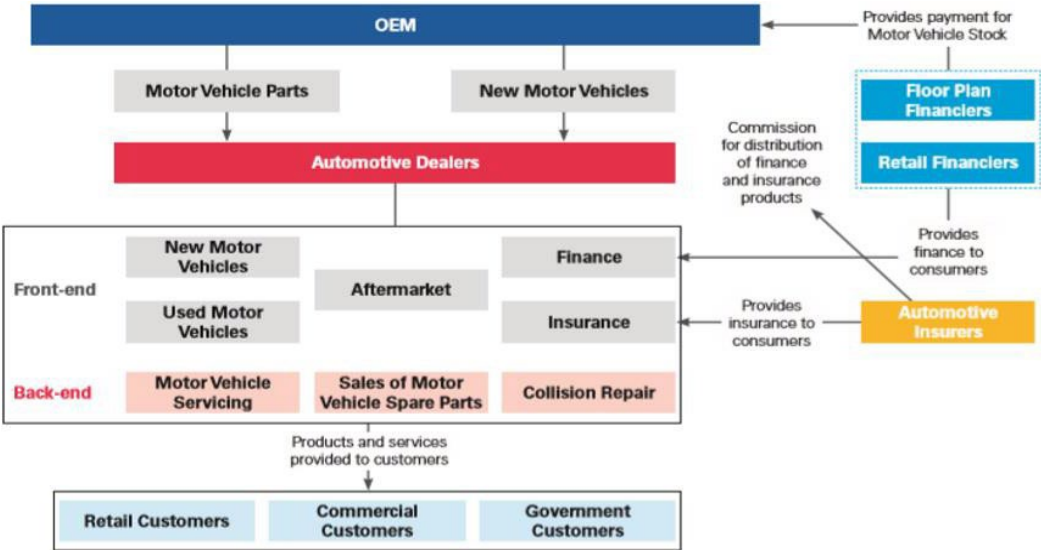 OEM
Provides payment for
Motor Vehicle Stock
Motor Vehicle Parts
New Motor Vehicles
Floor Plan
Financiers
Commission
for distribution
of finance
and insurance
products
Automotive Dealers
Retail Financiers
Provides
finance to
consumers
Front-end
New Motor
Vehicles
Aftermarket
Finance
Used Motor
Vehicles
Insurance
Provides
insurance to
consumers
Automotive
Insurers
Back-end
Motor Vehicle
Servicing
Sales of Motor
Vehicle Spare Parts
Collision Repair
Products and services
provided to customers
Retail Customers
Commercial
Customers
Government
Customers